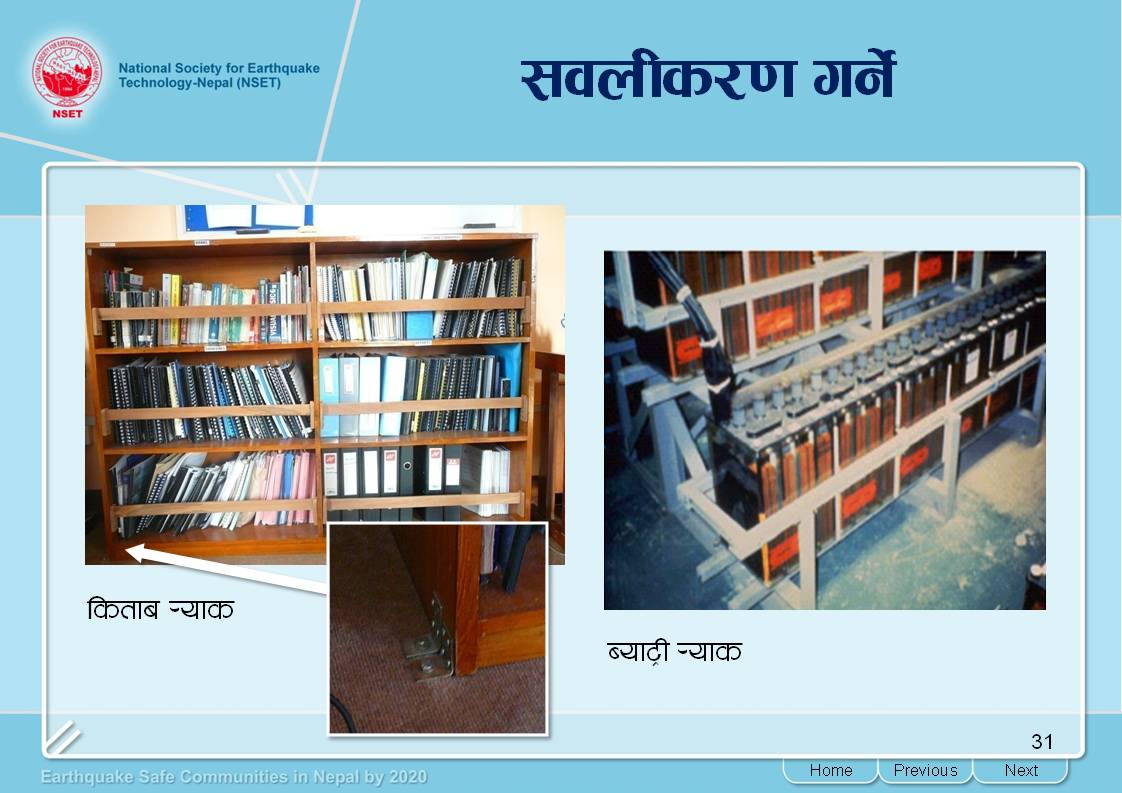 National Society for Earthquake
Technology-Nepal (NSET)
NSET
सवलीकरण गर्ने
किताब ऱ्याक
ब्याट्री ऱ्याक
31
Earthquake Safe Communities in Nepal by 2020
Home
Previous
Next